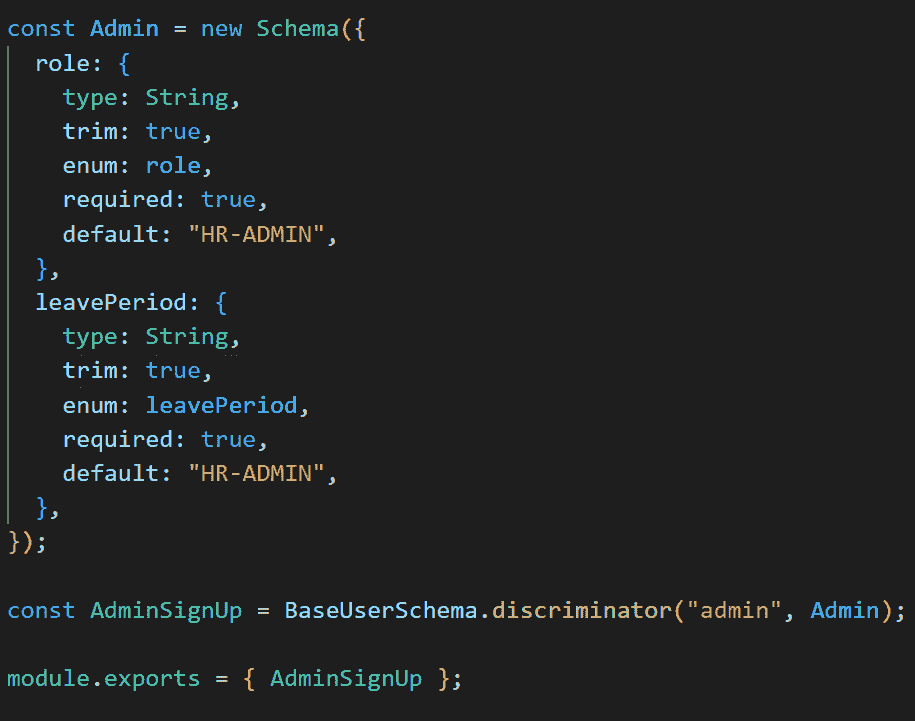 const Admin = new Schema({
  role: {
    type: String,
    trim: true,
    enum: role,
    required: true,
    default: "HR-ADMIN",
  },
  leavePeriod: {
    type: String,
    trim: true,
    enum: leavePeriod,
    required: true,
    default: "HR-ADMIN",
  },
});

const AdminSignUp = BaseUserSchema.discriminator("admin", Admin);

module.exports = { AdminSignUp };